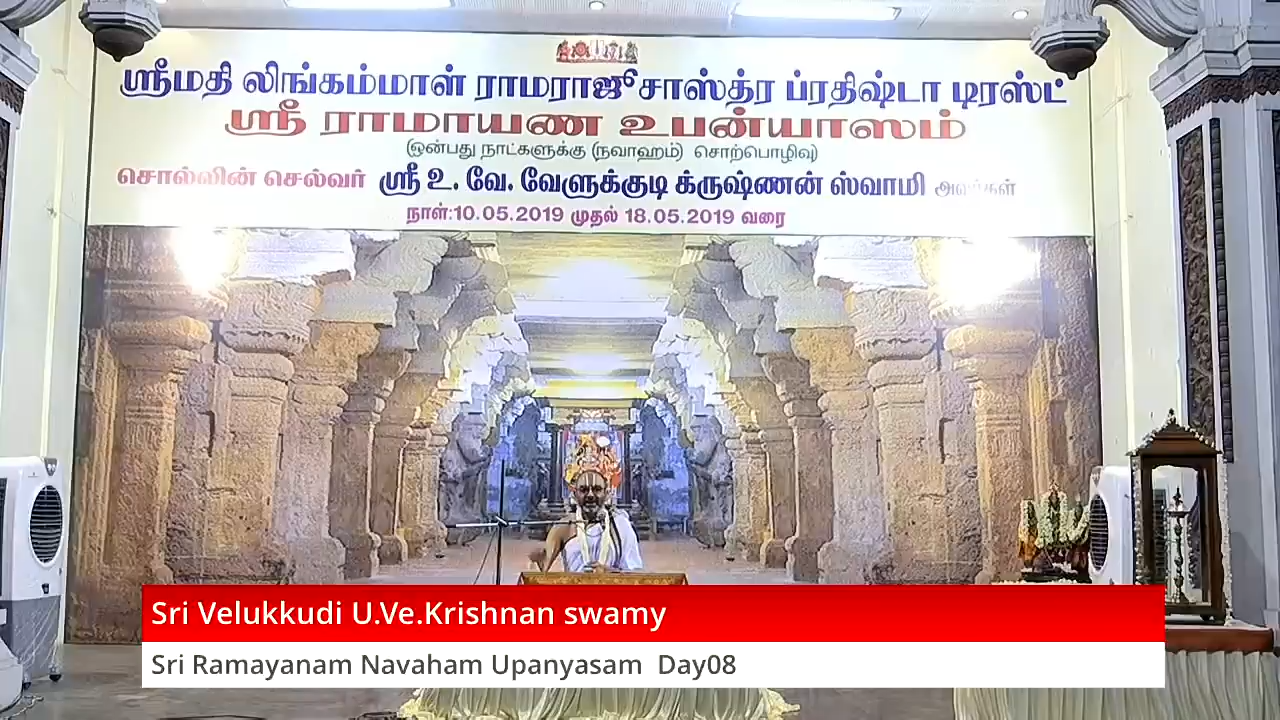 ஸ்ரீமதி லிங்கம்மாள் ராமராஜூ சாஸ்த்ர ப்ரதிஷ்டா டிரஸ்ட்
ஸ்ரீ ராமாயண உபன்யாஸம்
(ஒன்பது நாட்களுக்கு (நவாஹம்) சொற்பொழிவு)
சொல்லின் செல்வர் ஸ்ரீ உ. வே. வேளுக்குடி க்ருஷ்ணன் ஸ்வாமி அவர்கள்
நாள்:10.05.2019 முதல் 18.05.2019 வரை
Sri Velukkudi U.Ve.Krishnan swamy
Sri Ramayanam Navaham Upanyasam Day08